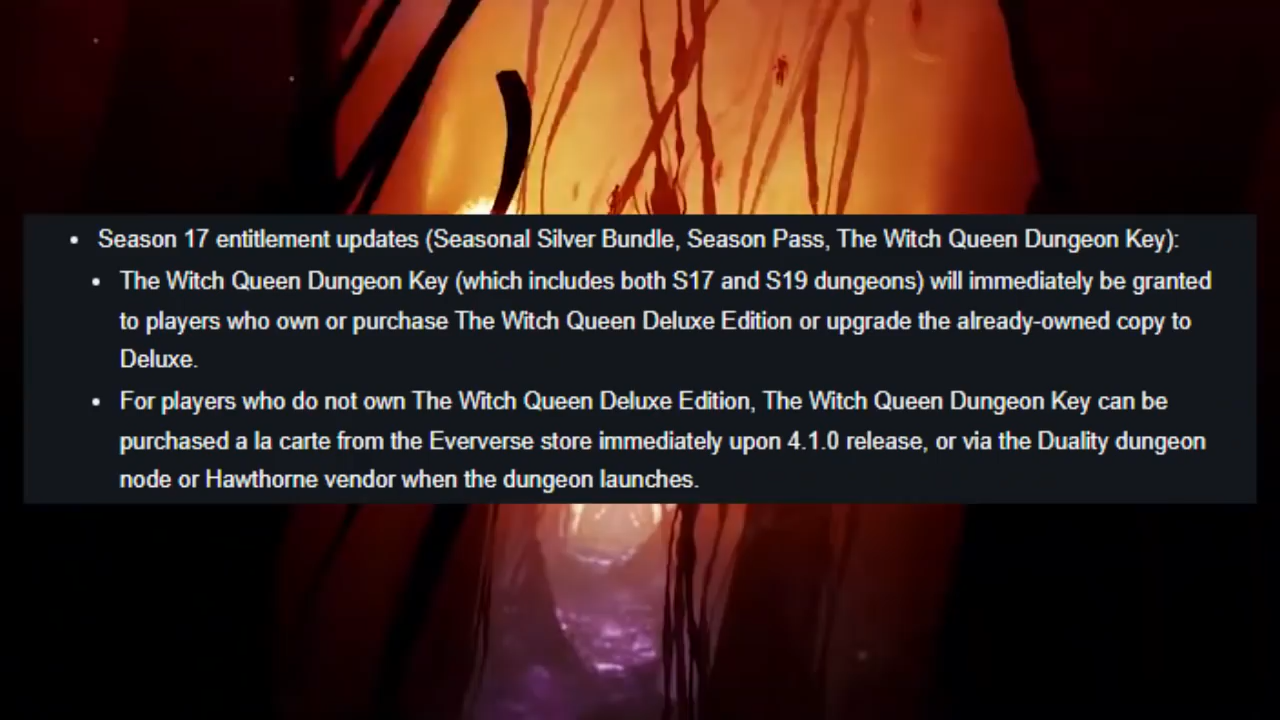 • Season 17 entitlement updates (Seasonal Silver Bundle, Season Pass, The Witch Queen Dungeon Key):
• The Witch Queen Dungeon Key (which includes both S17 and S19 dungeons) will immediately be granted
to players who own or purchase The Witch Queen Deluxe Edition or upgrade the already-owned copy to
Deluxe.
• For players who do not own The Witch Queen Deluxe Edition, The Witch Queen Dungeon Key can be
purchased a la carte from the Eververse store immediately upon 4.1.0 release, or via the Duality dungeon
node or Hawthorne vendor when the dungeon launches.